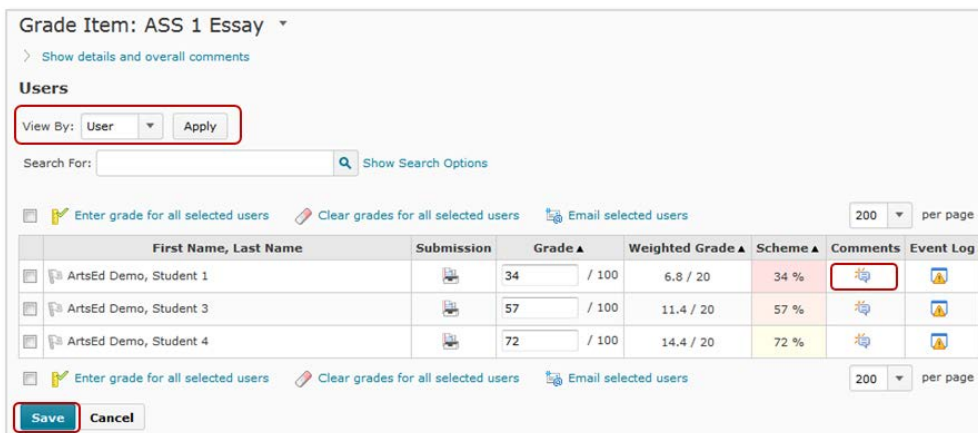 Grade Item: ASS 1 Essay
Show details and overall comments
Users
View By: User Apply
Search For: Show Search Options
Enter grade for all selected users Clear grades for all selected users Email selected users 200 per page
First Name, Last Name Submission Grade Weighted Grade Scheme Comments Event Log
ArtsEd Demo, Student 1 34 / 100 6.8 / 20 34 %
ArtsEd Demo, Student 3 57 / 100 11.4 / 20 57 %
ArtsEd Demo, Student 4 72 / 100 14.4 / 20 72 %
Enter grade for all selected users Clear grades for all selected users Email selected users 200 per page
Save Cancel